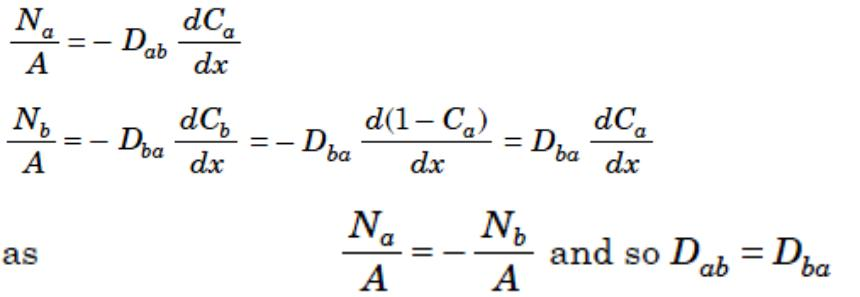 N_a/A = − D_ab dC_a/dx
N_b/A = − D_ba dC_b/dx = − D_ba d(1 − C_a)/dx = D_ba dC_a/dx
as N_a/A = − N_b/A and so D_ab = D_ba